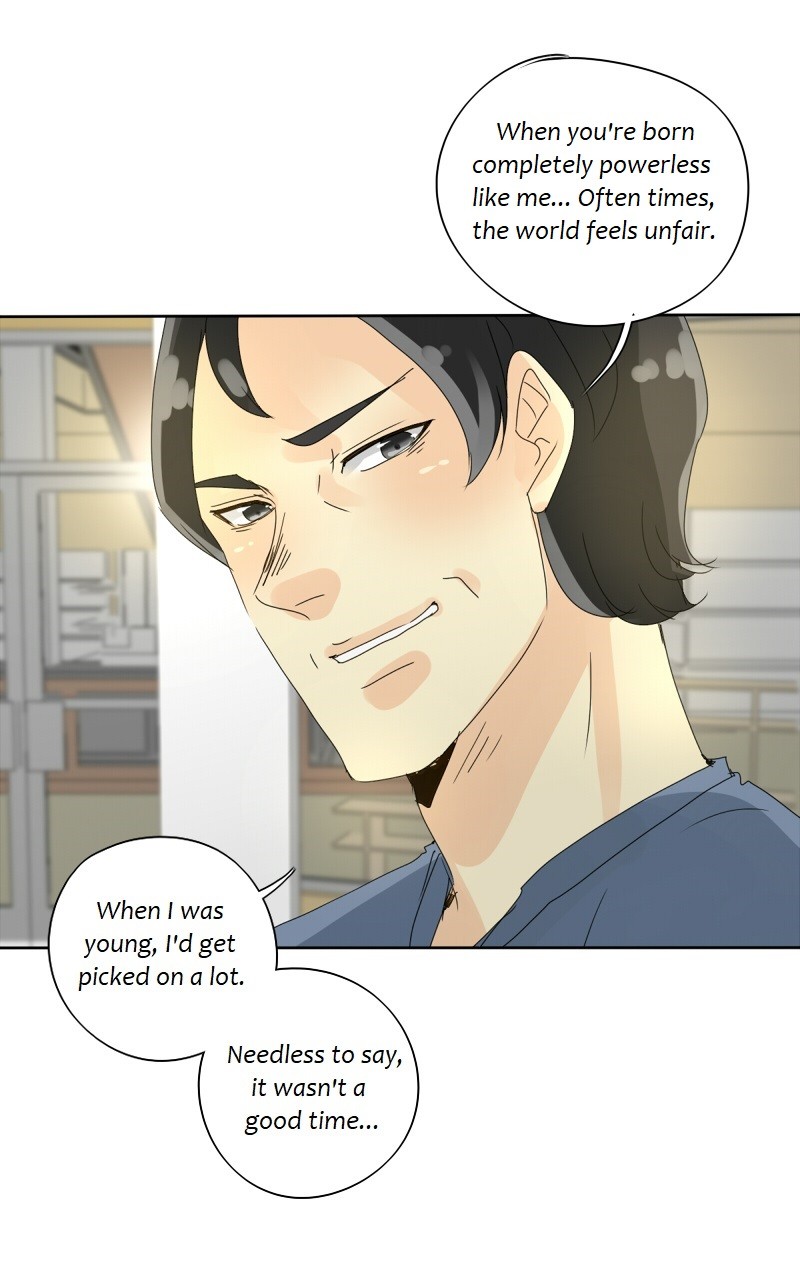 When you're born
completely powerless
like me... Often times,
the world feels unfair.
When I was
young, I'd get
picked on a lot.
Needless to say,
it wasn't a
good time...